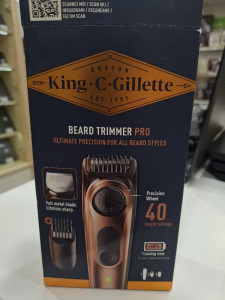 SCANNEZ MOI / SCAN ME / 
FAZ UM SCAN
BOSTON
King·C·Gillette
EST. 1901
BEARD TRIMMER PRO
ULTIMATE PRECISION FOR ALL BEARD STYLES
Full metal blade.
Lifetime sharp.
Precision
Wheel
40
length settings